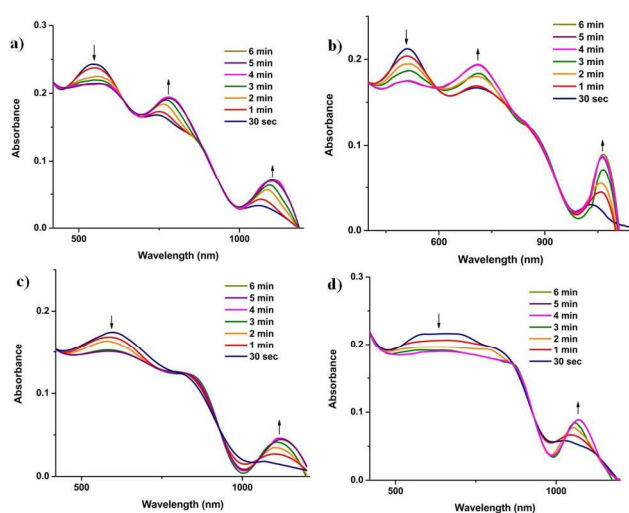 a)
0.3
0.2
0.1
0.0
Absorbance
500
1000
Wavelength (nm)
6 min
5 min
4 min
3 min
2 min
1 min
30 sec
b)
0.2
0.1
0.0
Absorbance
600
900
Wavelength (nm)
6 min
5 min
4 min
3 min
2 min
1 min
30 sec
c)
0.2
0.1
0.0
Absorbance
500
1000
Wavelength (nm)
6 min
5 min
4 min
3 min
2 min
1 min
30 sec
d)
0.3
0.2
0.1
0.0
Absorbance
500
1000
Wavelength (nm)
6 min
5 min
4 min
3 min
2 min
1 min
30 sec